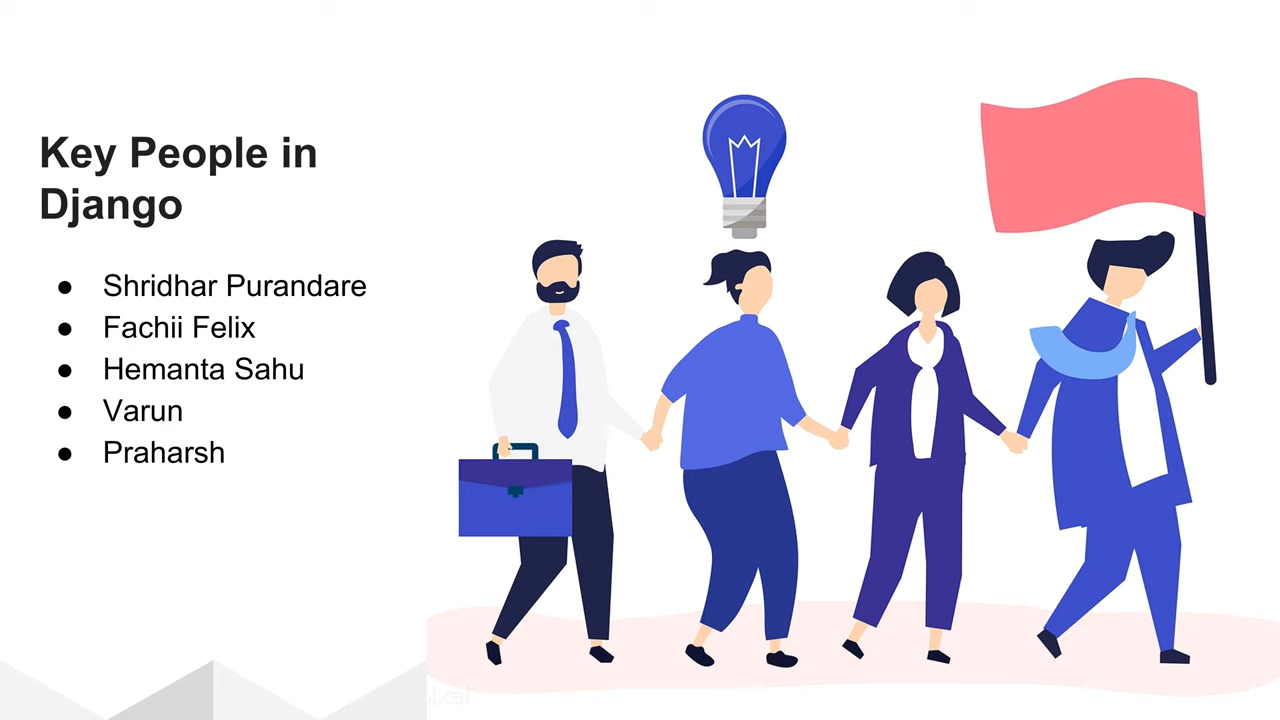 Key People in
Django
● Shridhar Purandare
● Fachii Felix
● Hemanta Sahu
● Varun
● Praharsh